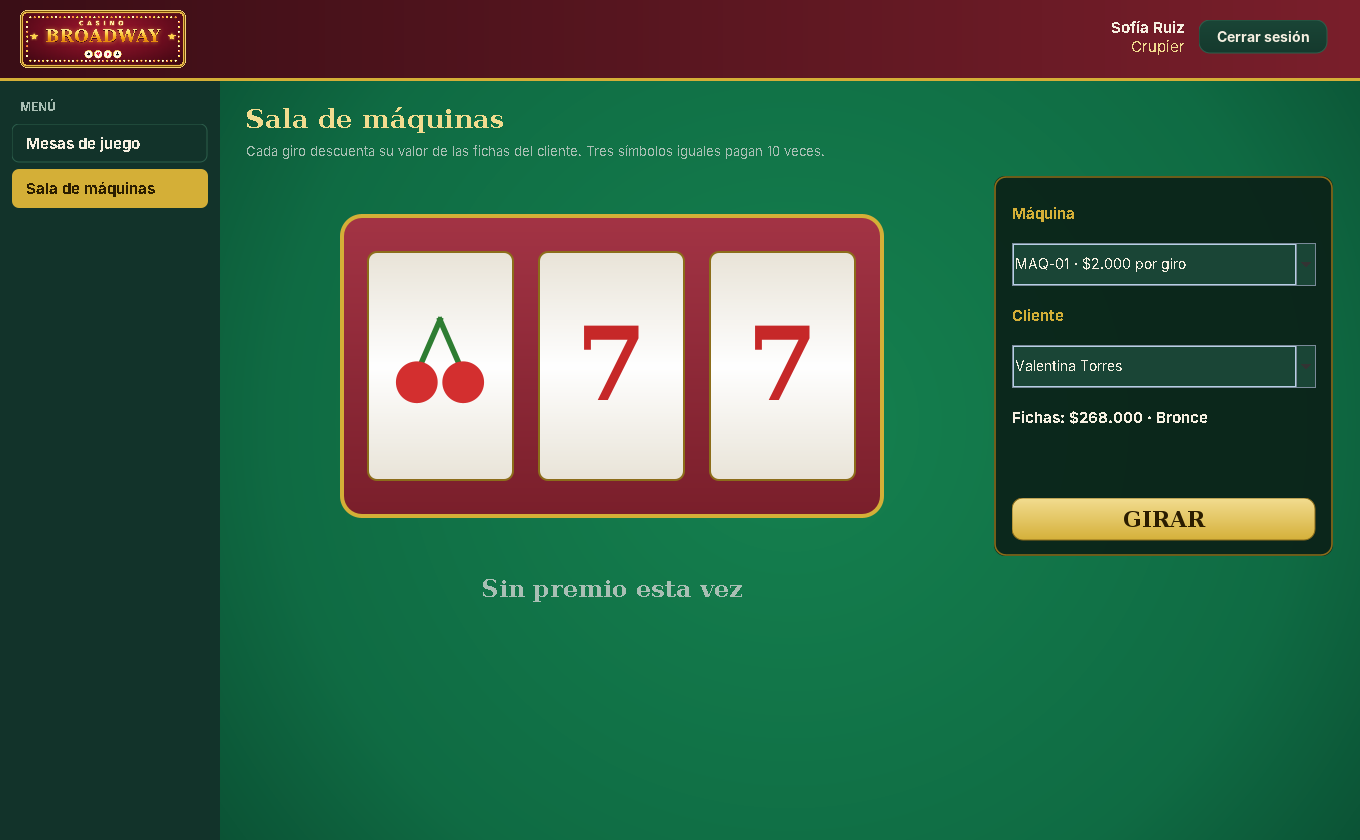 CASINO
BROADWAY
Sofía Ruiz
Crupier
Cerrar sesión
MENÚ
Mesas de juego
Sala de máquinas
Sala de máquinas
Cada giro descuenta su valor de las fichas del cliente. Tres símbolos iguales pagan 10 veces.
7 7
Sin premio esta vez
Máquina
MAQ-01 · $2.000 por giro
Cliente
Valentina Torres
Fichas: $268.000 · Bronce
GIRAR